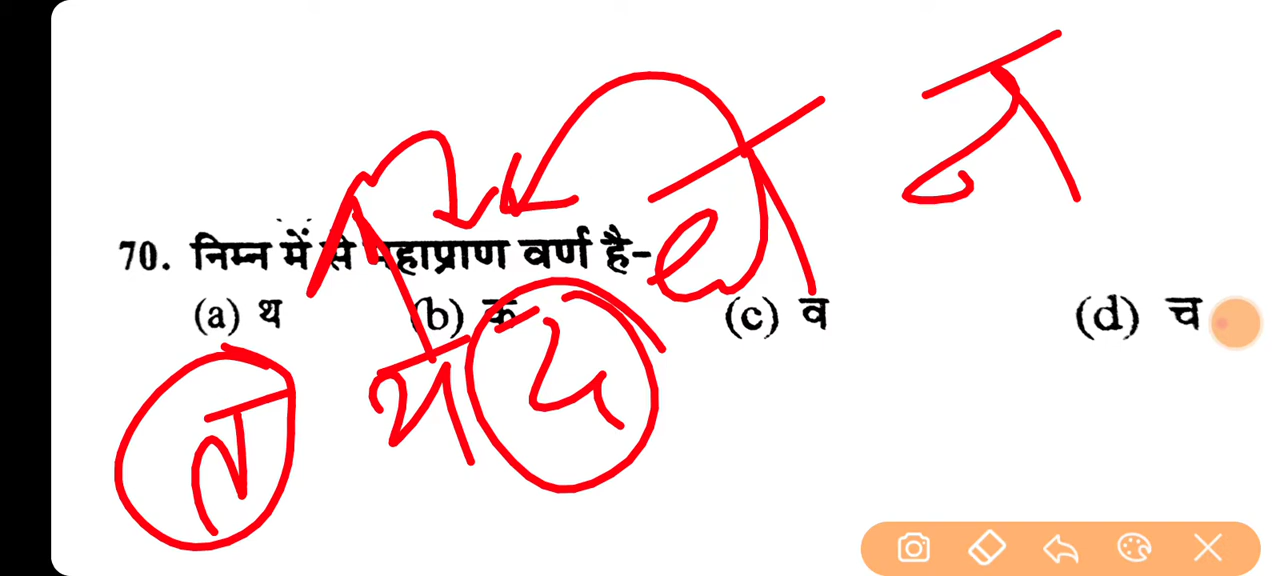 न
70. निम्न में से महाप्राण वर्ण है-
(a) थ (b) क (c) व (d) च
त थ द ध